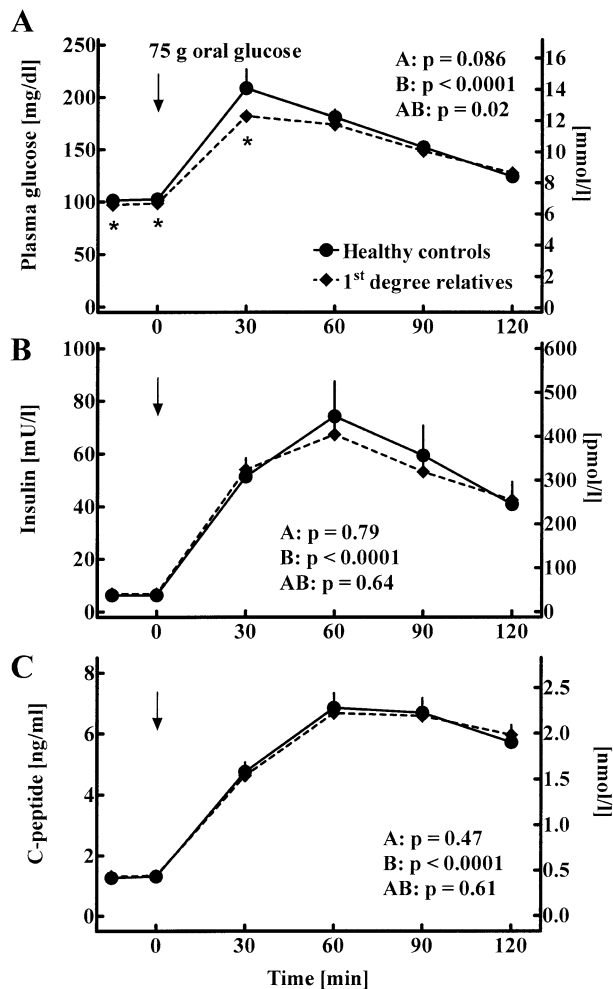 A
75 g oral glucose
Plasma glucose [mg/dl]
250
200
150
100
50
0
16
14
12
10
8
6
4
2
0
[mmol/l]
A: p = 0.086
B: p < 0.0001
AB: p = 0.02
*
*
*
Healthy controls
1st degree relatives
0
30
60
90
120
B
Insulin [mU/l]
100
80
60
40
20
0
600
500
400
300
200
100
0
[pmol/l]
A: p = 0.79
B: p < 0.0001
AB: p = 0.64
0
30
60
90
120
C
C-peptide [ng/ml]
8
6
4
2
0
2.5
2.0
1.5
1.0
0.5
0.0
[nmol/l]
A: p = 0.47
B: p < 0.0001
AB: p = 0.61
0
30
60
90
120
Time [min]